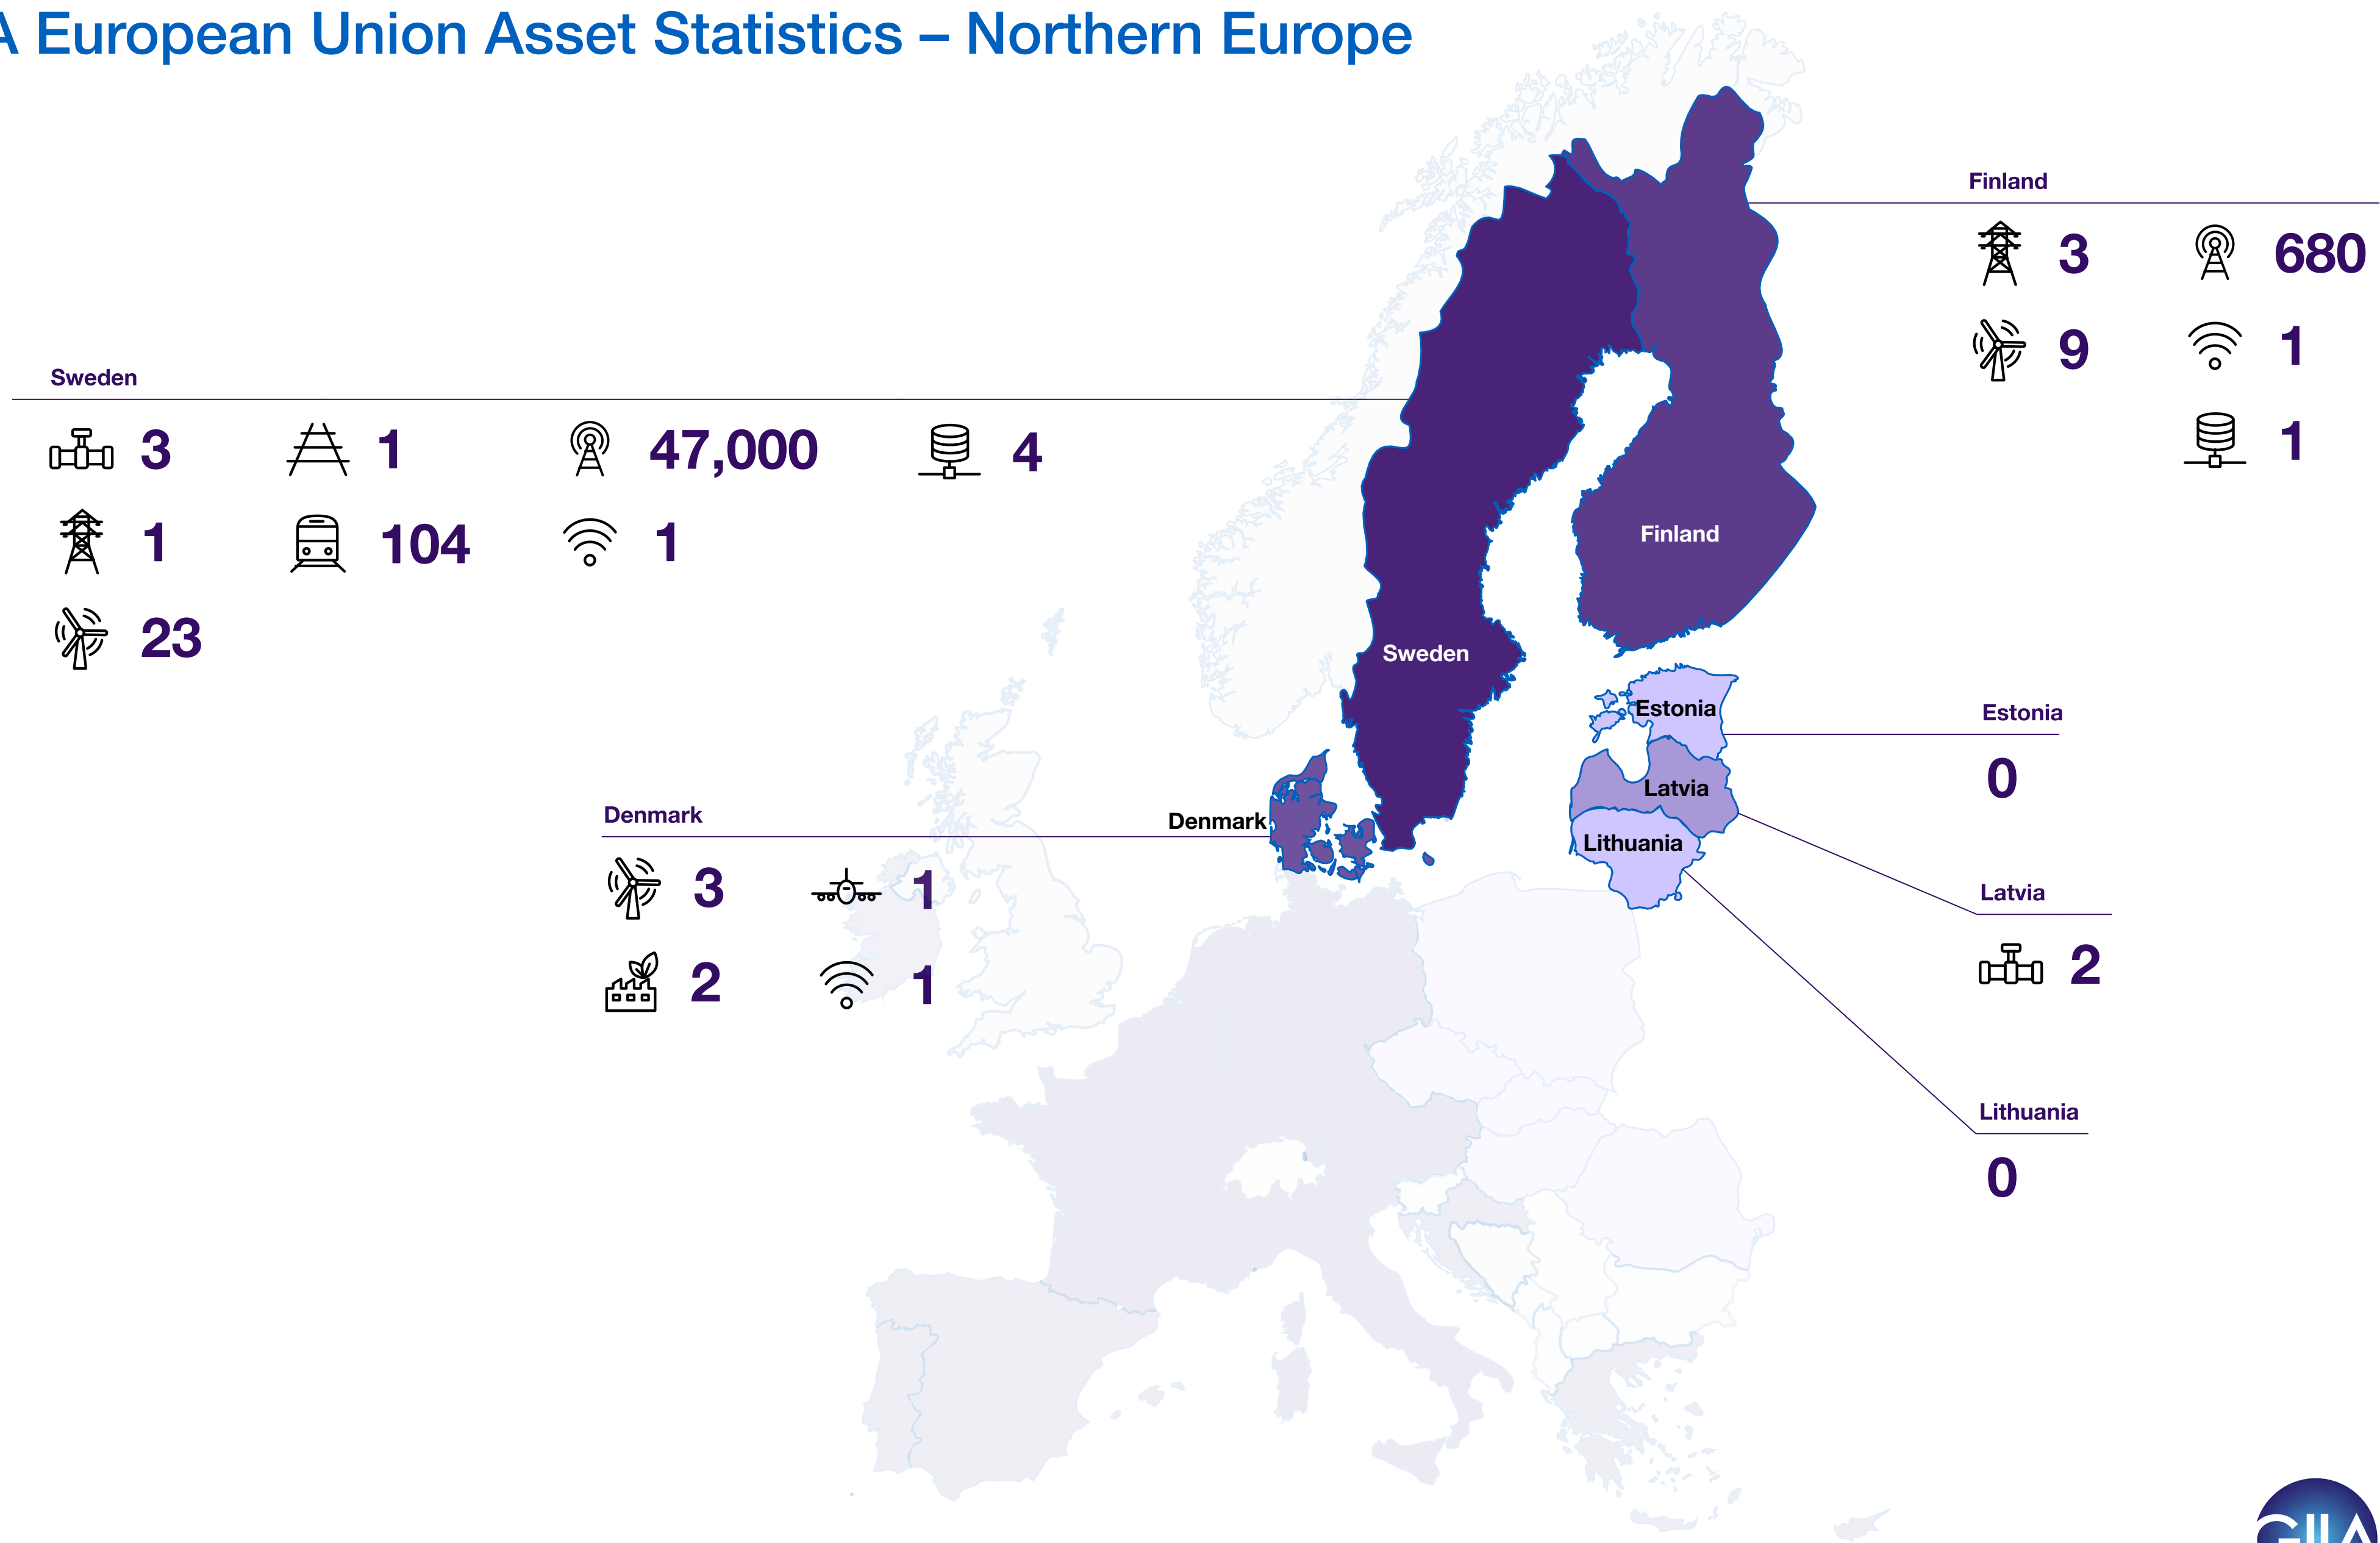 A European Union Asset Statistics – Northern Europe
Finland
3 680
9 1
1
Sweden
3 1 47,000 4
1 104 1
23
Finland
Sweden
Estonia
Estonia
0
Latvia
Lithuania
Denmark
Denmark
3 1
2 1
Latvia
2
Lithuania
0
GIIA